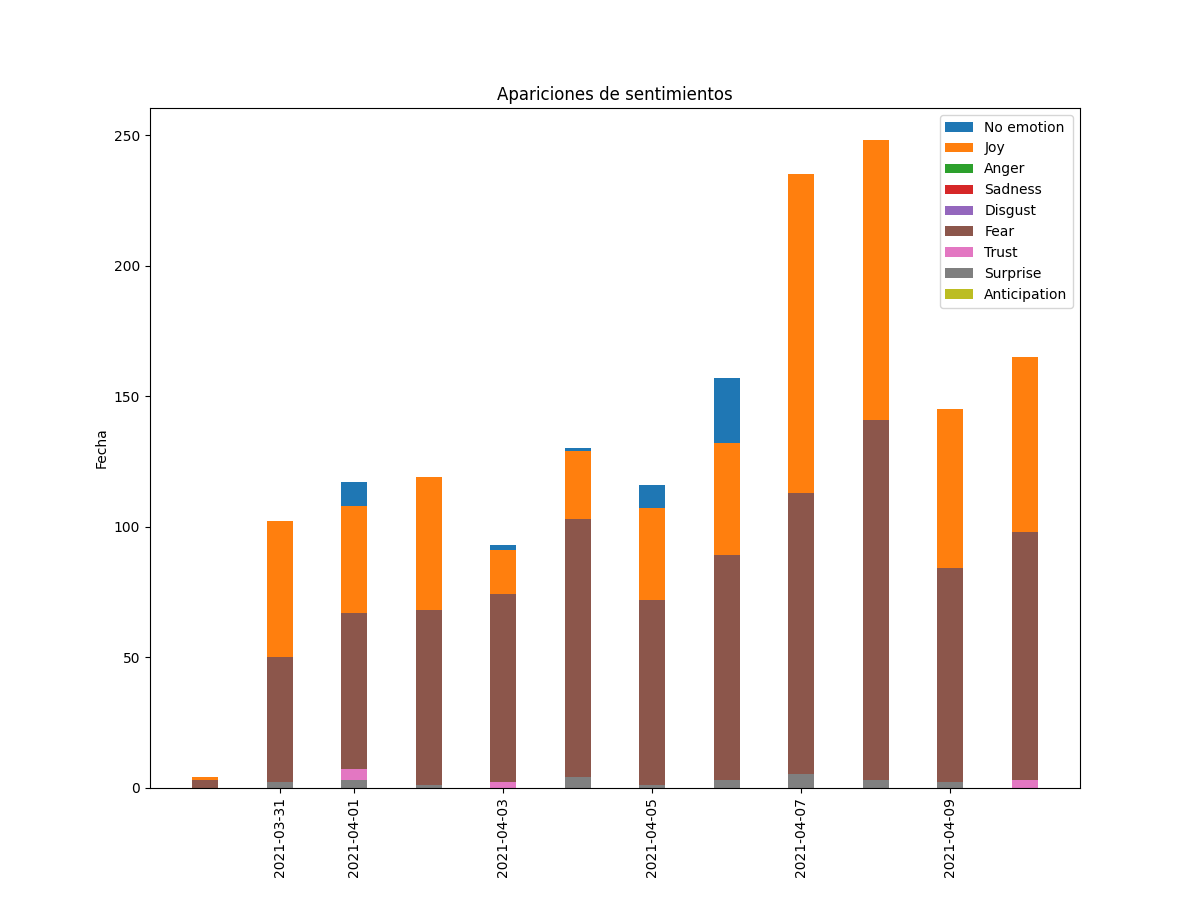 Apariciones de sentimientos
250
200
150
100
50
0
Fecha
No emotion
Joy
Anger
Sadness
Disgust
Fear
Trust
Surprise
Anticipation
2021-03-31
2021-04-01
2021-04-03
2021-04-05
2021-04-07
2021-04-09